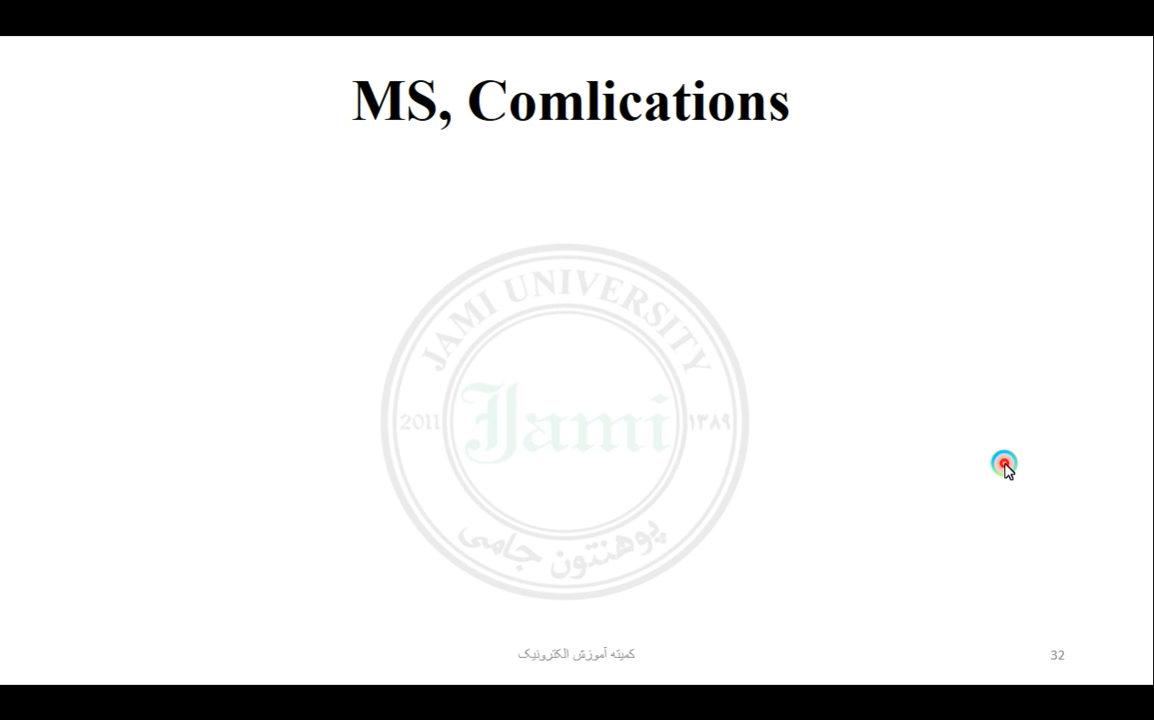 MS, Comlications
JAMI UNIVERSITY
2011
Jami
۱۳۸۹
پوهنتون جامی
کمیته آموزش الکترونیک
32